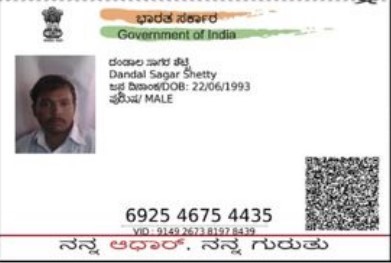 ಭಾರತ ಸರ್ಕಾರ
Government of India
ದಂಡಾಲ ಸಾಗರ ಶೆಟ್ಟಿ
Dandal Sagar Shetty
ಜನ್ಮ ದಿನಾಂಕ/DOB: 22/06/1993
ಪುರುಷ/ MALE
6925 4675 4435
VID : 9149 2673 8197 8439
ನನ್ನ ಆಧಾರ್, ನನ್ನ ಗುರುತು